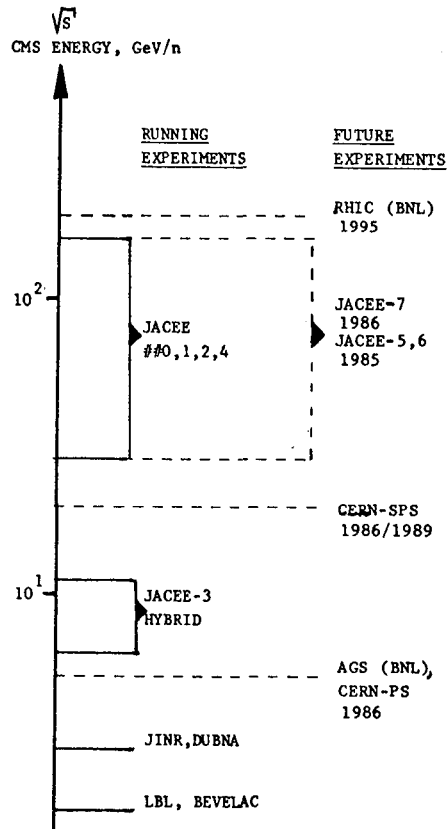 √S
CMS ENERGY, GeV/n
RUNNING
EXPERIMENTS
FUTURE
EXPERIMENTS
RHIC (BNL)
1995
10²
JACEE
##0,1,2,4
JACEE-7
1986
JACEE-5,6
1985
CERN-SPS
1986/1989
10¹
JACEE-3
HYBRID
AGS (BNL),
CERN-PS
1986
JINR,DUBNA
LBL, BEVELAC